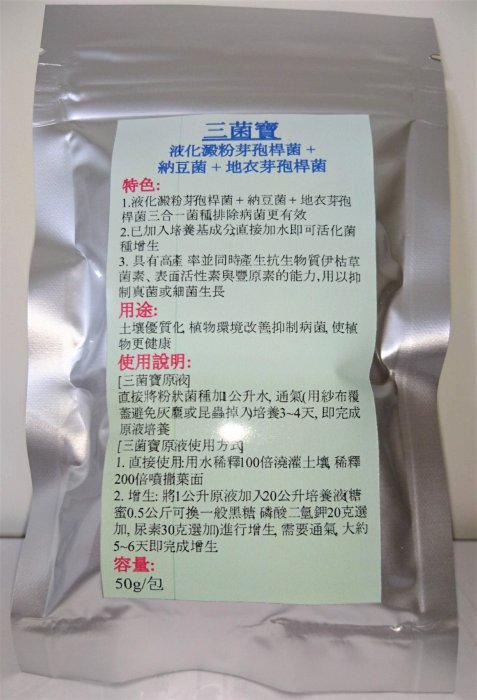 三菌寶
液化澱粉芽孢桿菌 +
納豆菌 + 地衣芽孢桿菌
特色:
1.液化澱粉芽孢桿菌 + 納豆菌 + 地衣芽孢
桿菌三合一菌種排除病菌更有效
2.已加入培養基成分直接加水即可活化菌
種增生
3. 具有高產 率並同時產生抗生物質伊枯草
菌素、表面活性素與豐原素的能力,用以抑
制真菌或細菌生長
用途:
土壤優質化, 植物環境改善,抑制病菌, 使植
物更健康
使用說明:
[三菌寶原液]
直接將粉狀菌種加1公升水, 通氣(用紗布覆
蓋避免灰塵或昆蟲掉入)培養3~4天, 即完成
原液培養
[三菌寶原液使用方式]
1. 直接使用:用水稀釋100倍澆灌土壤, 稀釋
200倍噴撒葉面
2. 增生: 將1公升原液加入20公升培養液(糖
蜜0.5公斤可換一般黑糖, 磷酸二氫鉀20克選
加, 尿素30克選加)進行增生, 需要通氣, 大約
5~6天即完成增生
容量:
50g/包